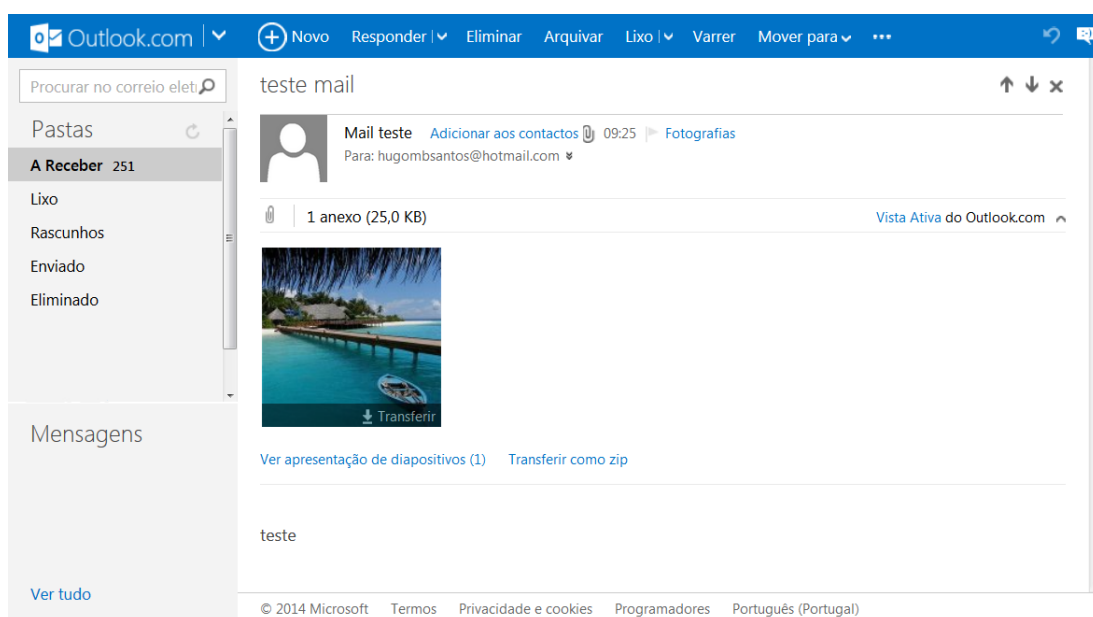 Outlook.com
Novo Responder Eliminar Arquivar Lixo Varrer Mover para •••
Procurar no correio elet
Pastas
A Receber 251
Lixo
Rascunhos
Enviado
Eliminado
Mensagens
Ver tudo
teste mail
Mail teste Adicionar aos contactos 09:25 Fotografias
Para: hugombsantos@hotmail.com
1 anexo (25,0 KB)
Vista Ativa do Outlook.com
Transferir
Ver apresentação de diapositivos (1) Transferir como zip
teste
© 2014 Microsoft Termos Privacidade e cookies Programadores Português (Portugal)